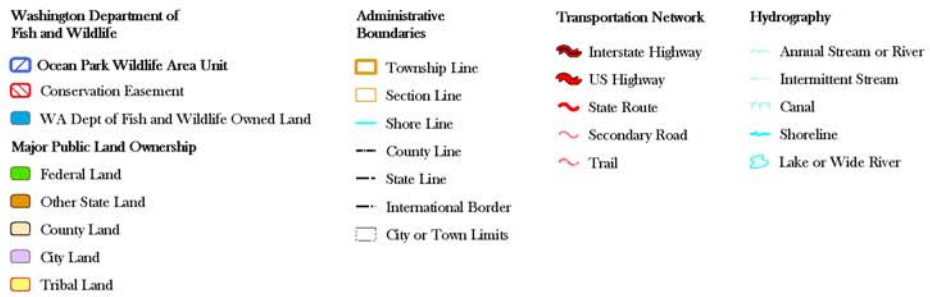 Washington Department of
Fish and Wildlife
Ocean Park Wildlife Area Unit
Conservation Easement
WA Dept of Fish and Wildlife Owned Land
Major Public Land Ownership
Federal Land
Other State Land
County Land
City Land
Tribal Land
Administrative
Boundaries
Township Line
Section Line
Shore Line
County Line
State Line
International Border
City or Town Limits
Transportation Network
Interstate Highway
US Highway
State Route
Secondary Road
Trail
Hydrography
Annual Stream or River
Intermittent Stream
Canal
Shoreline
Lake or Wide River